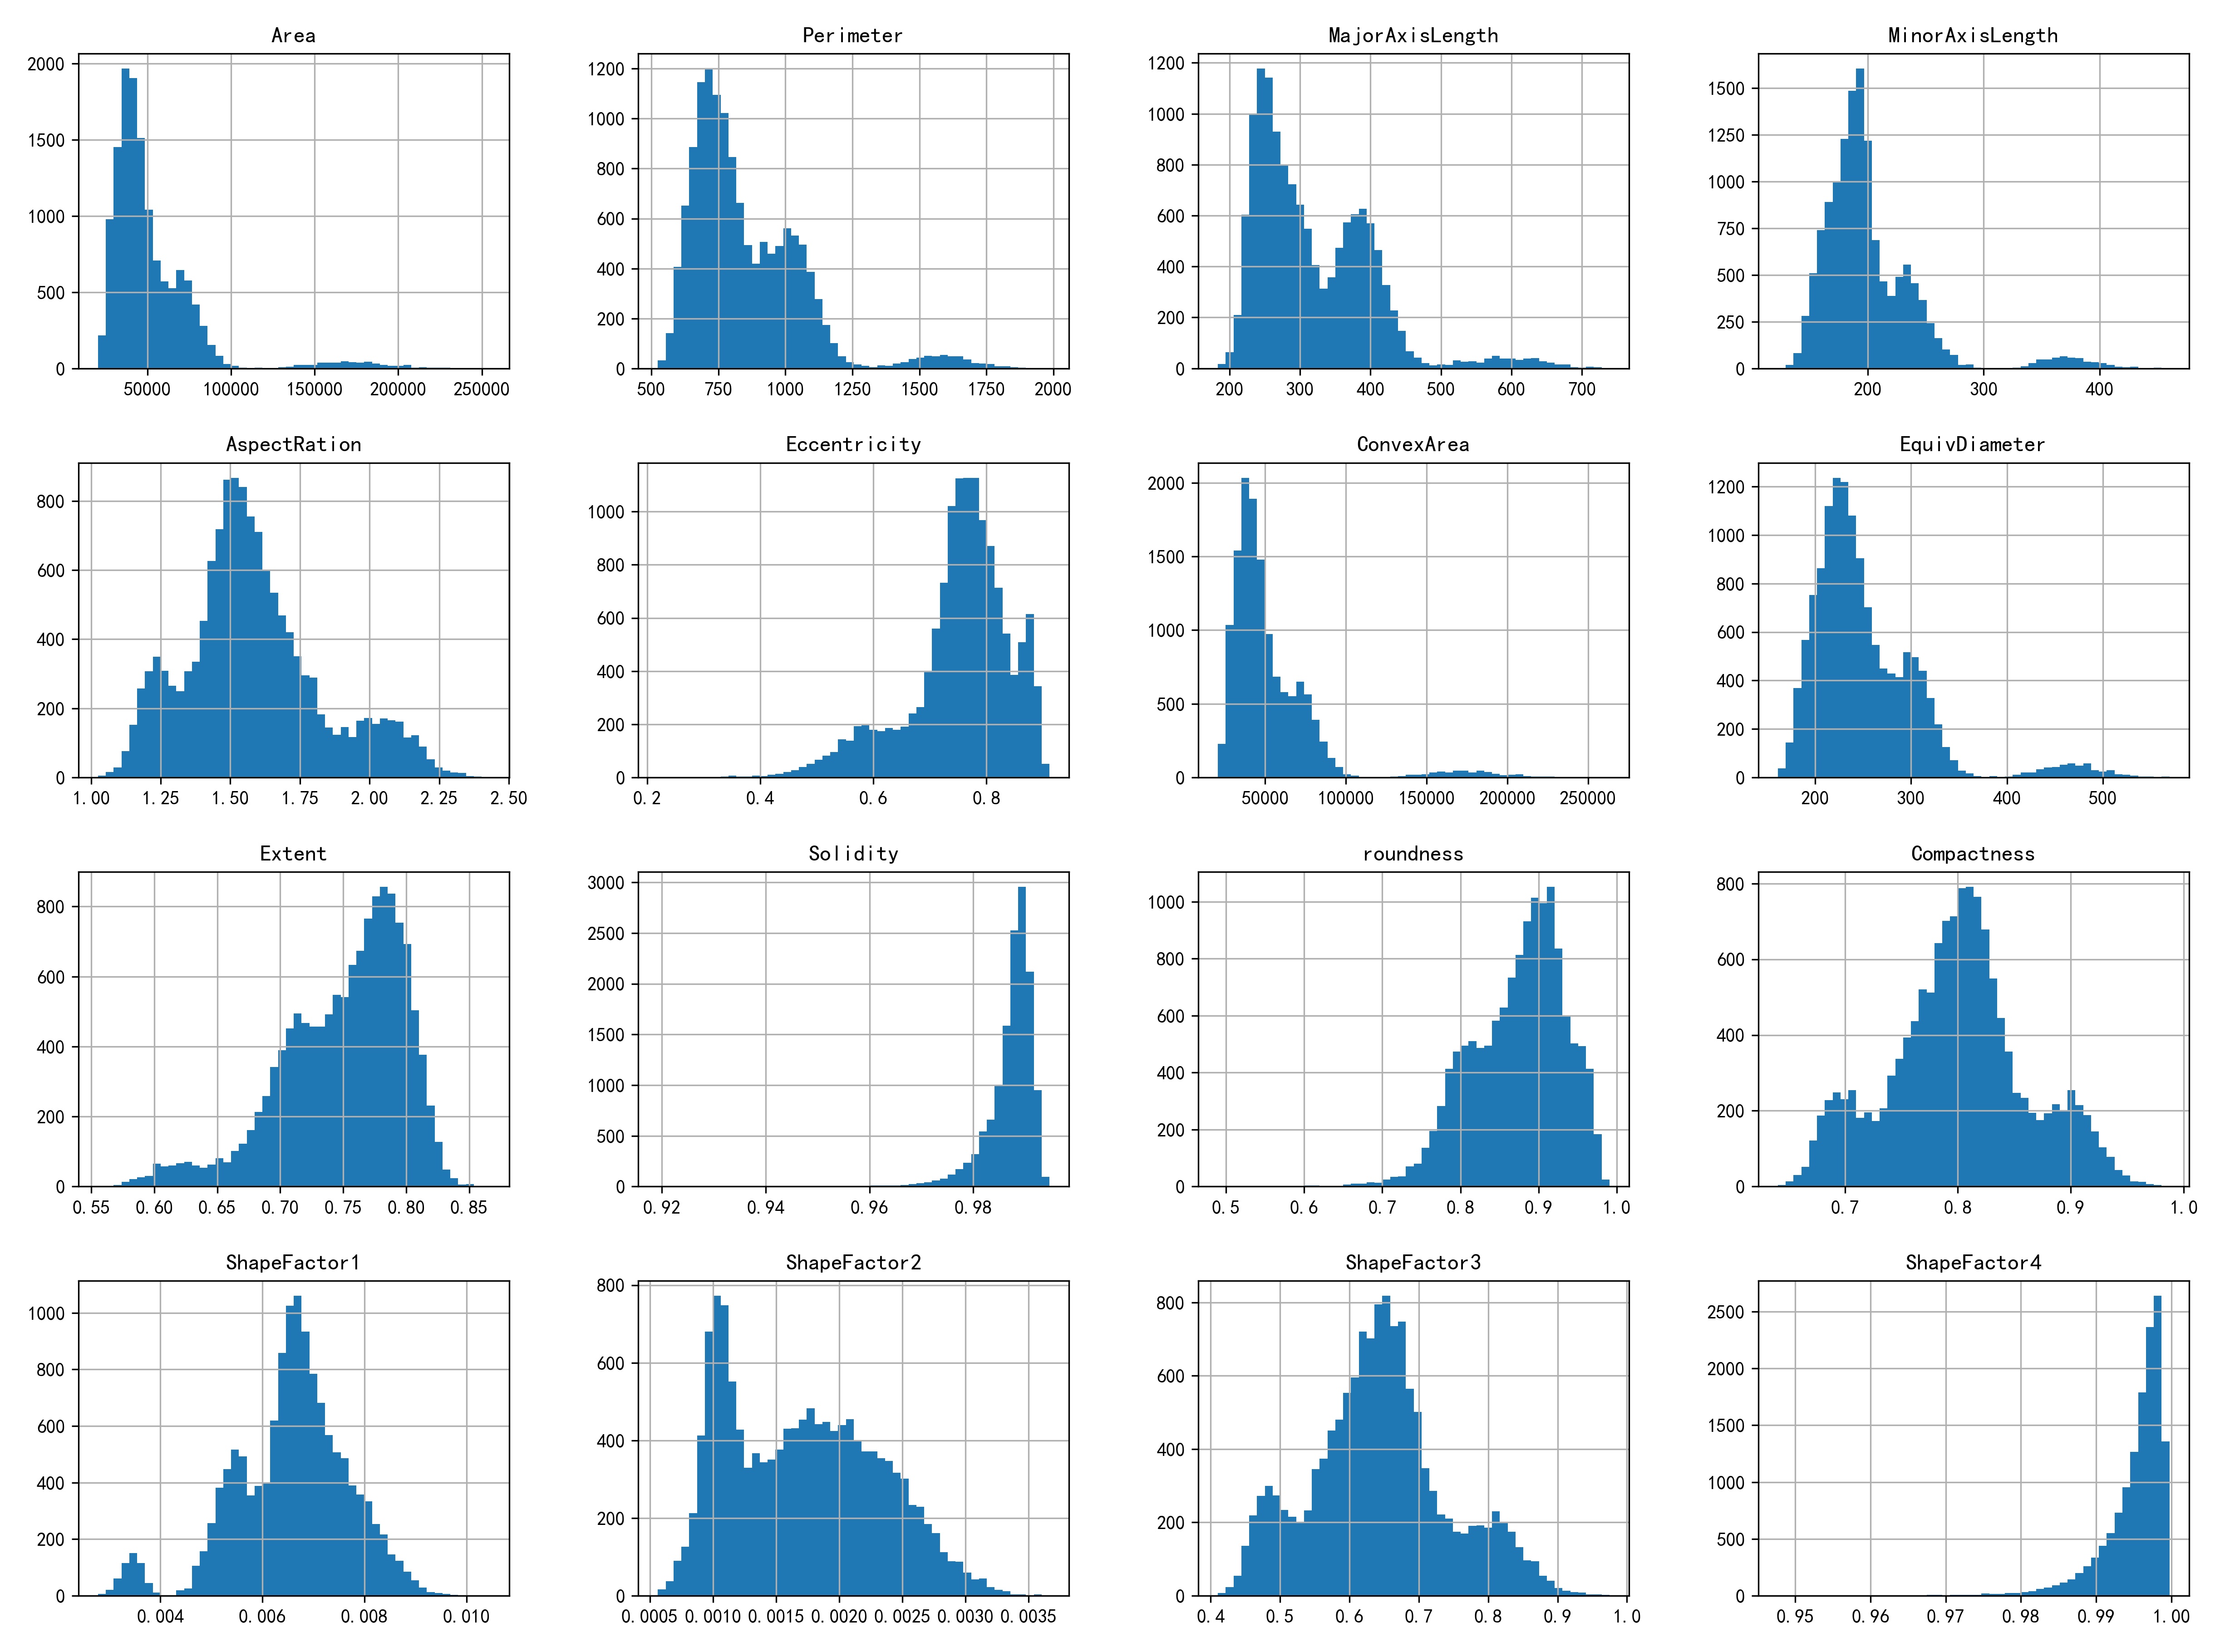 Area
2000
1500
1000
500
0
50000 100000 150000 200000 250000
Perimeter
1200
1000
800
600
400
200
0
500 750 1000 1250 1500 1750 2000
MajorAxisLength
1200
1000
800
600
400
200
0
200 300 400 500 600 700
MinorAxisLength
1500
1250
1000
750
500
250
0
200 300 400
AspectRation
800
600
400
200
0
1.00 1.25 1.50 1.75 2.00 2.25 2.50
Eccentricity
1000
800
600
400
200
0
0.2 0.4 0.6 0.8
ConvexArea
2000
1500
1000
500
0
50000 100000 150000 200000 250000
EquivDiameter
1200
1000
800
600
400
200
0
200 300 400 500
Extent
800
600
400
200
0
0.55 0.60 0.65 0.70 0.75 0.80 0.85
Solidity
3000
2500
2000
1500
1000
500
0
0.92 0.94 0.96 0.98
roundness
1000
800
600
400
200
0
0.5 0.6 0.7 0.8 0.9 1.0
Compactness
800
600
400
200
0
0.7 0.8 0.9 1.0
ShapeFactor1
1000
800
600
400
200
0
0.004 0.006 0.008 0.010
ShapeFactor2
800
600
400
200
0
0.0005 0.0010 0.0015 0.0020 0.0025 0.0030 0.0035
ShapeFactor3
800
600
400
200
0
0.4 0.5 0.6 0.7 0.8 0.9 1.0
ShapeFactor4
2500
2000
1500
1000
500
0
0.95 0.96 0.97 0.98 0.99 1.00